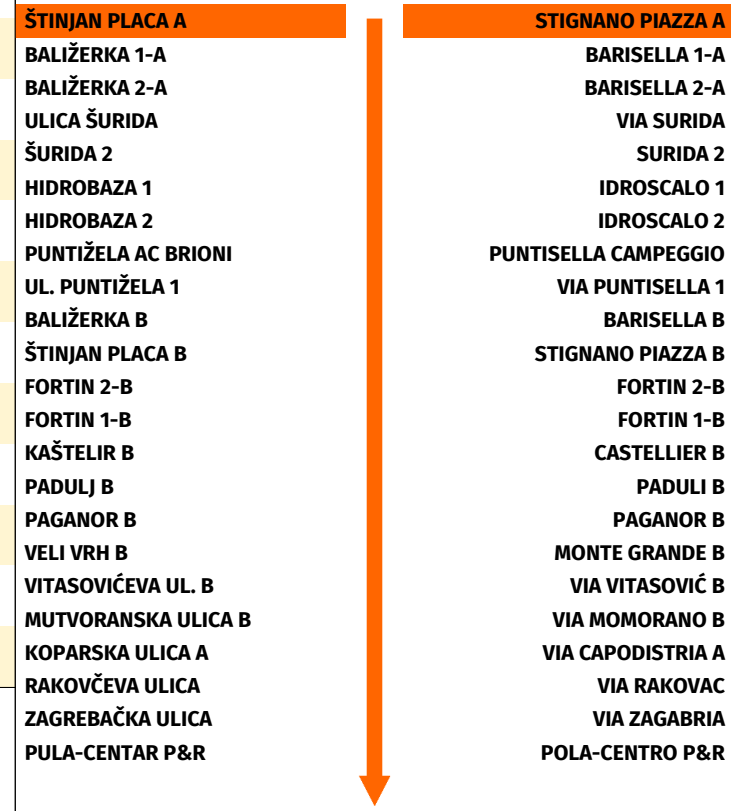 ŠTINJAN PLACA A STIGNANO PIAZZA A
BALIŽERKA 1-A BARISELLA 1-A
BALIŽERKA 2-A BARISELLA 2-A
ULICA ŠURIDA VIA SURIDA
ŠURIDA 2 SURIDA 2
HIDROBAZA 1 IDROSCALO 1
HIDROBAZA 2 IDROSCALO 2
PUNTIŽELA AC BRIONI PUNTISELLA CAMPEGGIO
UL. PUNTIŽELA 1 VIA PUNTISELLA 1
BALIŽERKA B BARISELLA B
ŠTINJAN PLACA B STIGNANO PIAZZA B
FORTIN 2-B FORTIN 2-B
FORTIN 1-B FORTIN 1-B
KAŠTELIR B CASTELLIER B
PADULJ B PADULI B
PAGANOR B PAGANOR B
VELI VRH B MONTE GRANDE B
VITASOVIĆEVA UL. B VIA VITASOVIĆ B
MUTVORANSKA ULICA B VIA MOMORANO B
KOPARSKA ULICA A VIA CAPODISTRIA A
RAKOVČEVA ULICA VIA RAKOVAC
ZAGREBAČKA ULICA VIA ZAGABRIA
PULA-CENTAR P&R POLA-CENTRO P&R